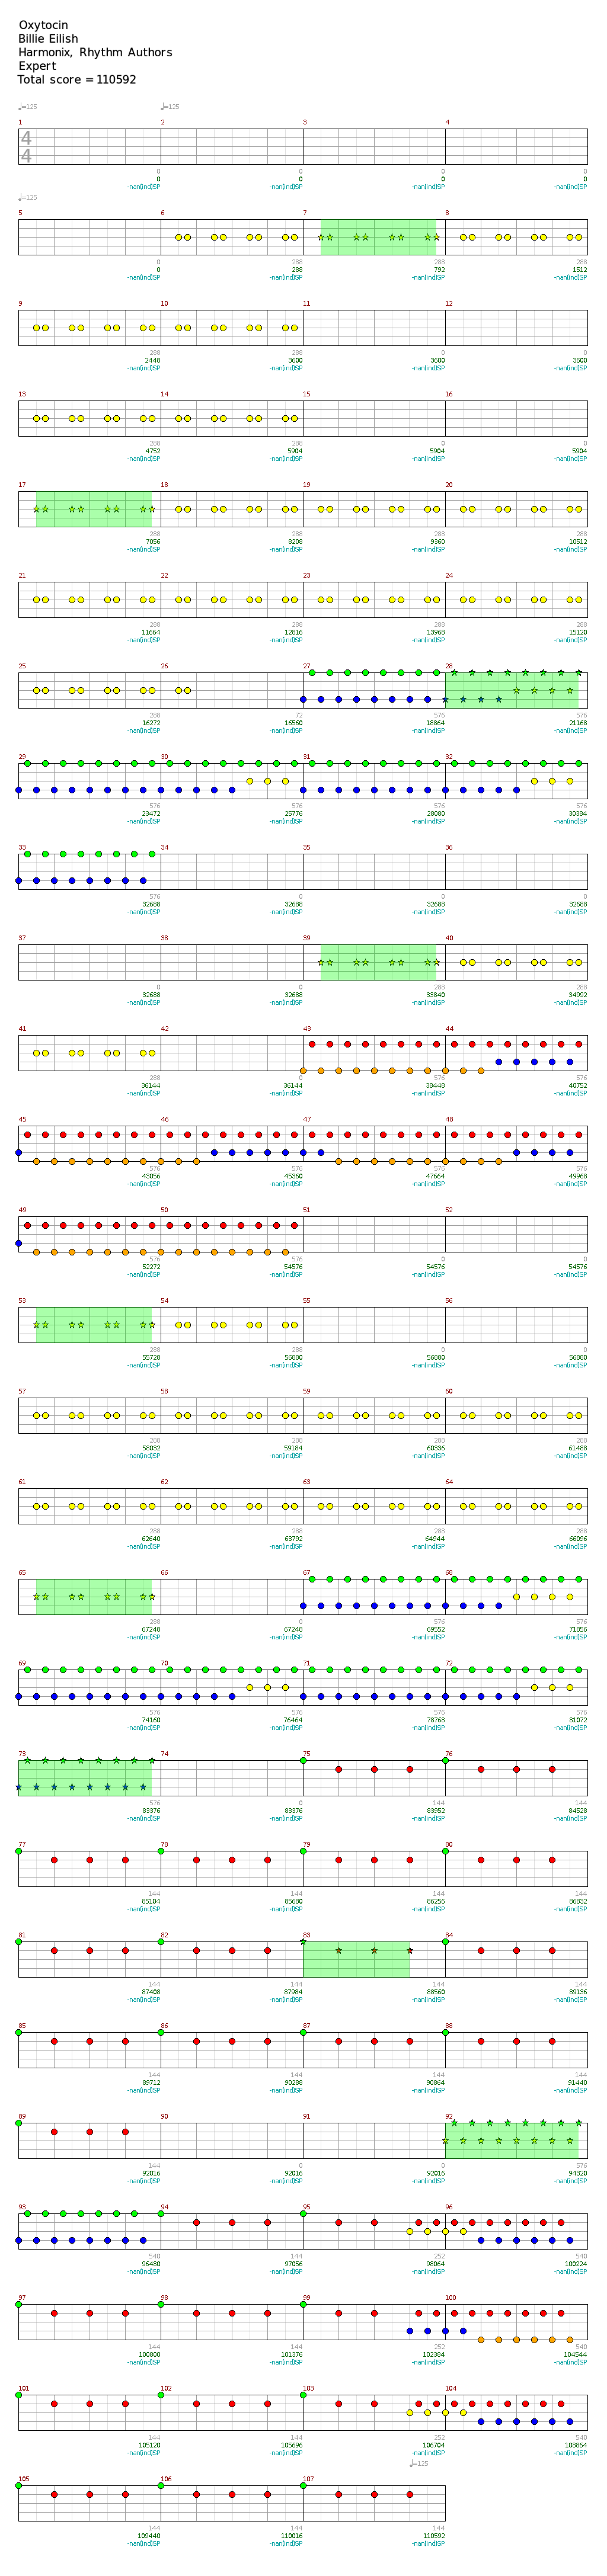 Oxytocin
Billie Eilish
Harmonix, Rhythm Authors
Expert
Total score = 110592
♩=125 ♩=125
1 2 3 4
4
4
0 0 0 0
0 0 0 0
-nan(ind)SP -nan(ind)SP -nan(ind)SP -nan(ind)SP
♩=125
5 6 7 8
0 288 288 288
0 288 792 1512
-nan(ind)SP -nan(ind)SP -nan(ind)SP -nan(ind)SP
9 10 11 12
288 288 0 0
2448 3600 3600 3600
-nan(ind)SP -nan(ind)SP -nan(ind)SP -nan(ind)SP
13 14 15 16
288 288 0 0
4752 5904 5904 5904
-nan(ind)SP -nan(ind)SP -nan(ind)SP -nan(ind)SP
17 18 19 20
288 288 288 288
7056 8208 9360 10512
-nan(ind)SP -nan(ind)SP -nan(ind)SP -nan(ind)SP
21 22 23 24
288 288 288 288
11664 12816 13968 15120
-nan(ind)SP -nan(ind)SP -nan(ind)SP -nan(ind)SP
25 26 27 28
288 72 576 576
16272 16560 18864 21168
-nan(ind)SP -nan(ind)SP -nan(ind)SP -nan(ind)SP
29 30 31 32
576 576 576 576
23472 25776 28080 30384
-nan(ind)SP -nan(ind)SP -nan(ind)SP -nan(ind)SP
33 34 35 36
576 0 0 0
32688 32688 32688 32688
-nan(ind)SP -nan(ind)SP -nan(ind)SP -nan(ind)SP
37 38 39 40
0 0 288 288
32688 32688 33840 34992
-nan(ind)SP -nan(ind)SP -nan(ind)SP -nan(ind)SP
41 42 43 44
288 0 576 576
36144 36144 38448 40752
-nan(ind)SP -nan(ind)SP -nan(ind)SP -nan(ind)SP
45 46 47 48
576 576 576 576
43056 45360 47664 49968
-nan(ind)SP -nan(ind)SP -nan(ind)SP -nan(ind)SP
49 50 51 52
576 576 0 0
52272 54576 54576 54576
-nan(ind)SP -nan(ind)SP -nan(ind)SP -nan(ind)SP
53 54 55 56
288 288 0 0
55728 56880 56880 56880
-nan(ind)SP -nan(ind)SP -nan(ind)SP -nan(ind)SP
57 58 59 60
288 288 288 288
58032 59184 60336 61488
-nan(ind)SP -nan(ind)SP -nan(ind)SP -nan(ind)SP
61 62 63 64
288 288 288 288
62640 63792 64944 66096
-nan(ind)SP -nan(ind)SP -nan(ind)SP -nan(ind)SP
65 66 67 68
288 0 576 576
67248 67248 69552 71856
-nan(ind)SP -nan(ind)SP -nan(ind)SP -nan(ind)SP
69 70 71 72
576 576 576 576
74160 76464 78768 81072
-nan(ind)SP -nan(ind)SP -nan(ind)SP -nan(ind)SP
73 74 75 76
576 0 144 144
83376 83376 83952 84528
-nan(ind)SP -nan(ind)SP -nan(ind)SP -nan(ind)SP
77 78 79 80
144 144 144 144
85104 85680 86256 86832
-nan(ind)SP -nan(ind)SP -nan(ind)SP -nan(ind)SP
81 82 83 84
144 144 144 144
87408 87984 88560 89136
-nan(ind)SP -nan(ind)SP -nan(ind)SP -nan(ind)SP
85 86 87 88
144 144 144 144
89712 90288 90864 91440
-nan(ind)SP -nan(ind)SP -nan(ind)SP -nan(ind)SP
89 90 91 92
144 0 0 576
92016 92016 92016 94320
-nan(ind)SP -nan(ind)SP -nan(ind)SP -nan(ind)SP
93 94 95 96
540 144 252 540
96480 97056 98064 100224
-nan(ind)SP -nan(ind)SP -nan(ind)SP -nan(ind)SP
97 98 99 100
144 144 252 540
100800 101376 102384 104544
-nan(ind)SP -nan(ind)SP -nan(ind)SP -nan(ind)SP
101 102 103 104
144 144 252 540
105120 105696 106704 108864
-nan(ind)SP -nan(ind)SP -nan(ind)SP -nan(ind)SP
♩=125
105 106 107
144 144 144
109440 110016 110592
-nan(ind)SP -nan(ind)SP -nan(ind)SP